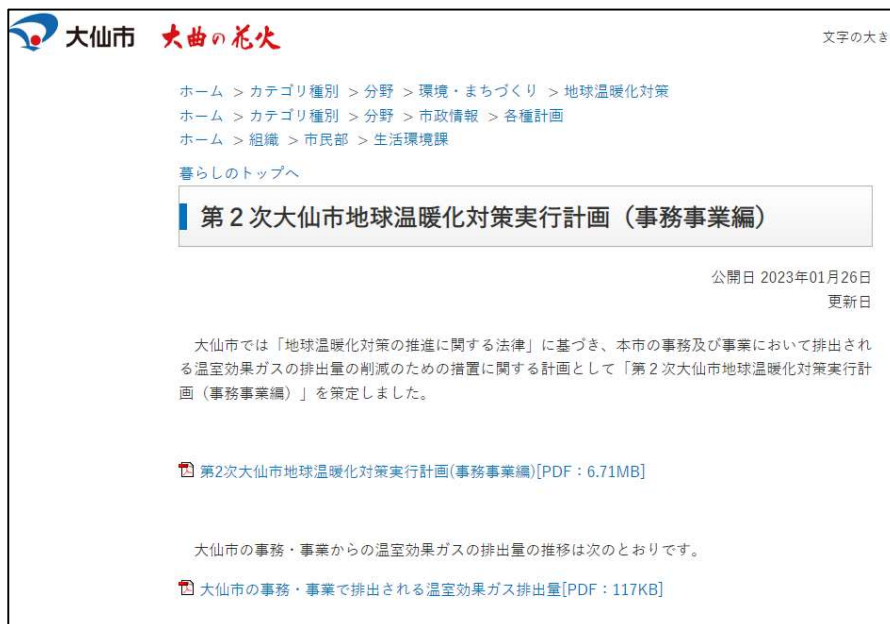 大仙市 大曲の花火
文字の大き
ホーム > カテゴリ種別 > 分野 > 環境・まちづくり > 地球温暖化対策
ホーム > カテゴリ種別 > 分野 > 市政情報 > 各種計画
ホーム > 組織 > 市民部 > 生活環境課
暮らしのトップへ
第２次大仙市地球温暖化対策実行計画（事務事業編）
公開日 2023年01月26日
更新日
大仙市では「地球温暖化対策の推進に関する法律」に基づき、本市の事務及び事業において排出され
る温室効果ガスの排出量の削減のための措置に関する計画として「第２次大仙市地球温暖化対策実行計
画（事務事業編）」を策定しました。
第2次大仙市地球温暖化対策実行計画(事務事業編)[PDF：6.71MB]
大仙市の事務・事業からの温室効果ガスの排出量の推移は次のとおりです。
大仙市の事務・事業で排出される温室効果ガス排出量[PDF：117KB]